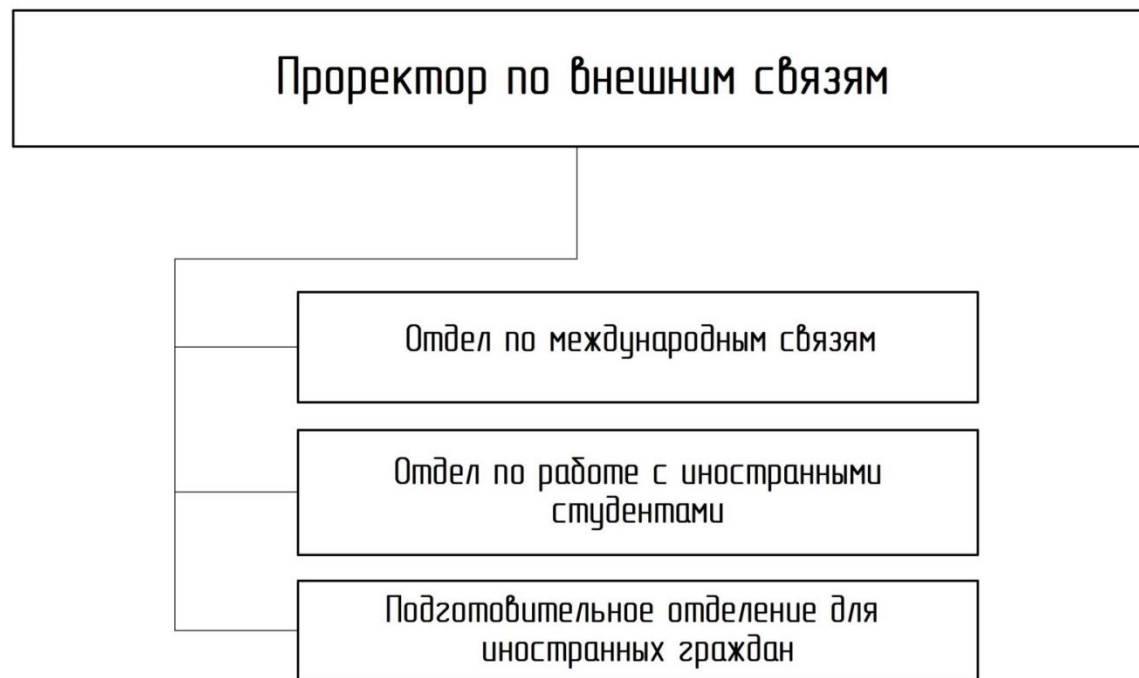 Проректор по внешним связям
Отдел по международным связям
Отдел по работе с иностранными
студентами
Подготовительное отделение для
иностранных граждан